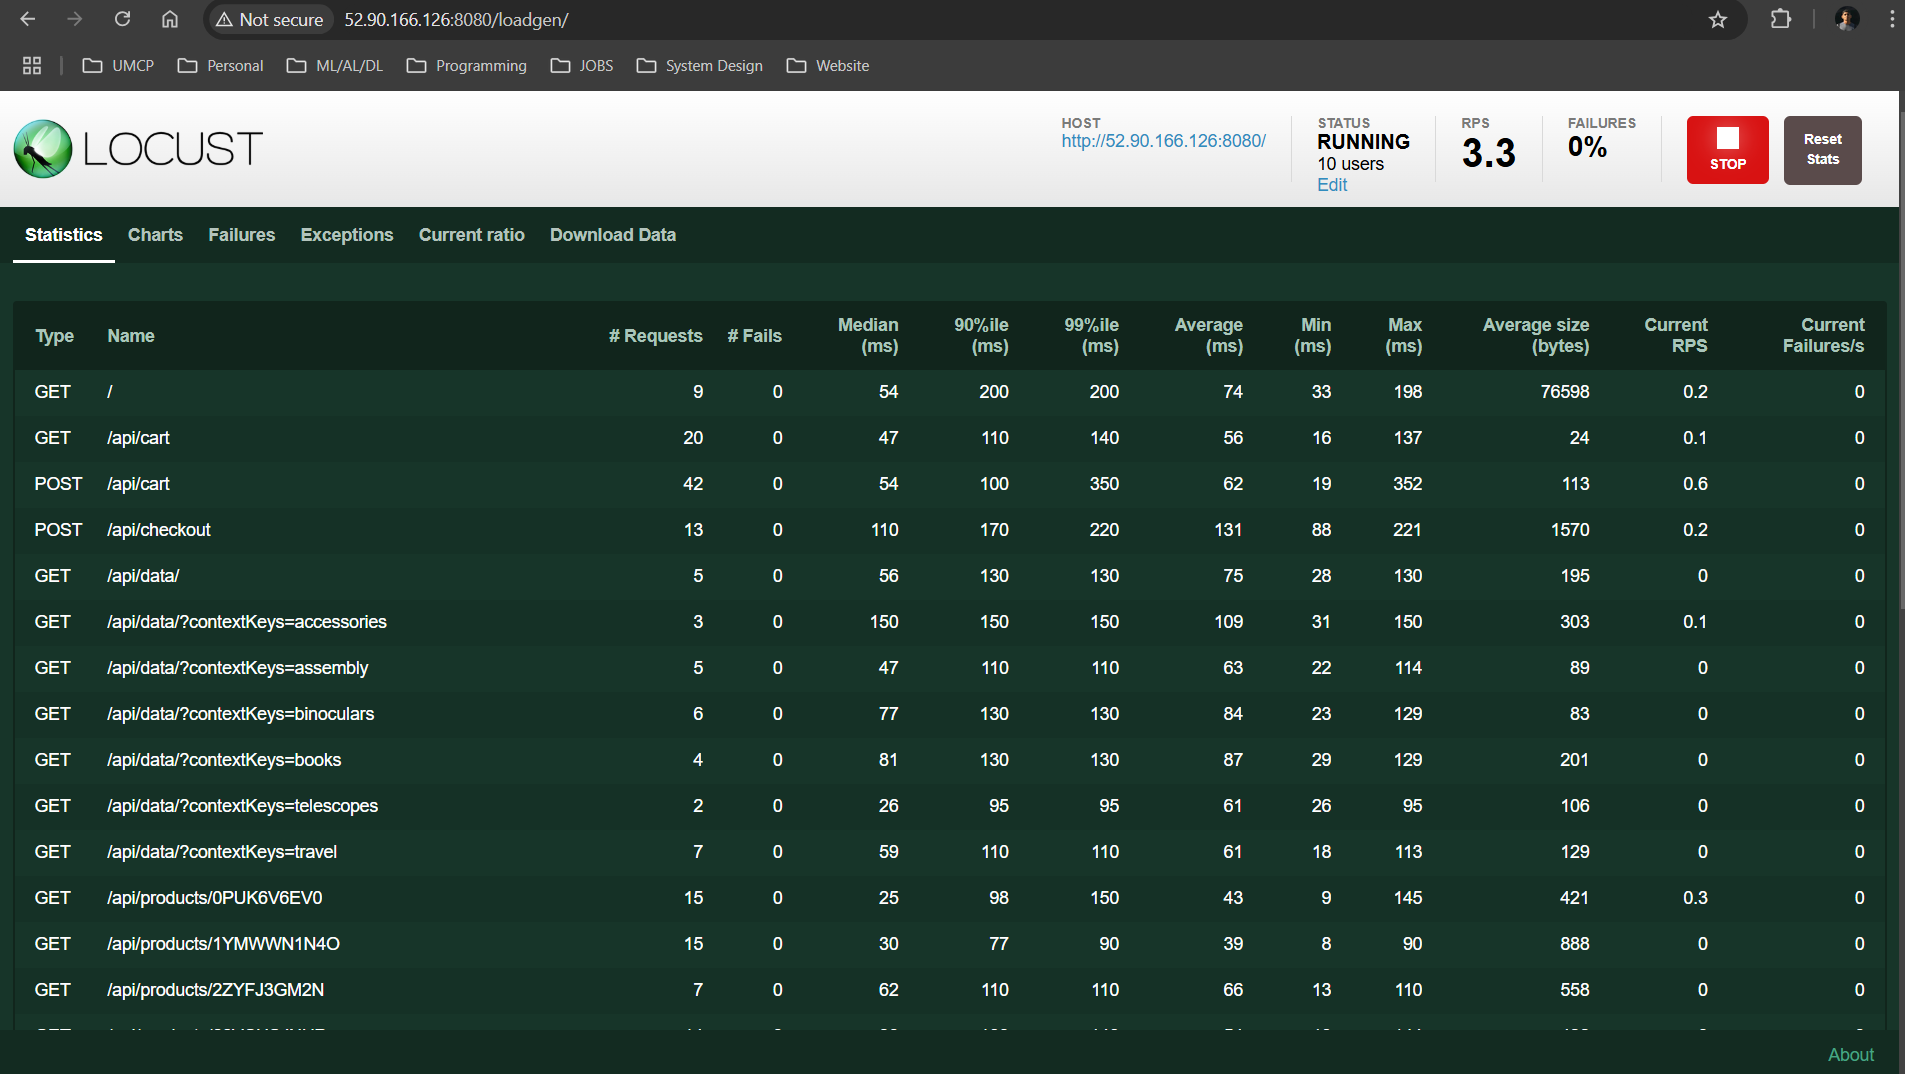 Not secure 52.90.166.126:8080/loadgen/
UMCP Personal ML/AL/DL Programming JOBS System Design Website
LOCUST
HOST
http://52.90.166.126:8080/
STATUS
RUNNING
10 users
Edit
RPS
3.3
FAILURES
0%
STOP
Reset
Stats
Statistics Charts Failures Exceptions Current ratio Download Data
Type Name # Requests # Fails Median (ms) 90%ile (ms) 99%ile (ms) Average (ms) Min (ms) Max (ms) Average size (bytes) Current RPS Current Failures/s
GET / 9 0 54 200 200 74 33 198 76598 0.2 0
GET /api/cart 20 0 47 110 140 56 16 137 24 0.1 0
POST /api/cart 42 0 54 100 350 62 19 352 113 0.6 0
POST /api/checkout 13 0 110 170 220 131 88 221 1570 0.2 0
GET /api/data/ 5 0 56 130 130 75 28 130 195 0 0
GET /api/data/?contextKeys=accessories 3 0 150 150 150 109 31 150 303 0.1 0
GET /api/data/?contextKeys=assembly 5 0 47 110 110 63 22 114 89 0 0
GET /api/data/?contextKeys=binoculars 6 0 77 130 130 84 23 129 83 0 0
GET /api/data/?contextKeys=books 4 0 81 130 130 87 29 129 201 0 0
GET /api/data/?contextKeys=telescopes 2 0 26 95 95 61 26 95 106 0 0
GET /api/data/?contextKeys=travel 7 0 59 110 110 61 18 113 129 0 0
GET /api/products/0PUK6V6EV0 15 0 25 98 150 43 9 145 421 0.3 0
GET /api/products/1YMWWN1N4O 15 0 30 77 90 39 8 90 888 0 0
GET /api/products/2ZYFJ3GM2N 7 0 62 110 110 66 13 110 558 0 0
About